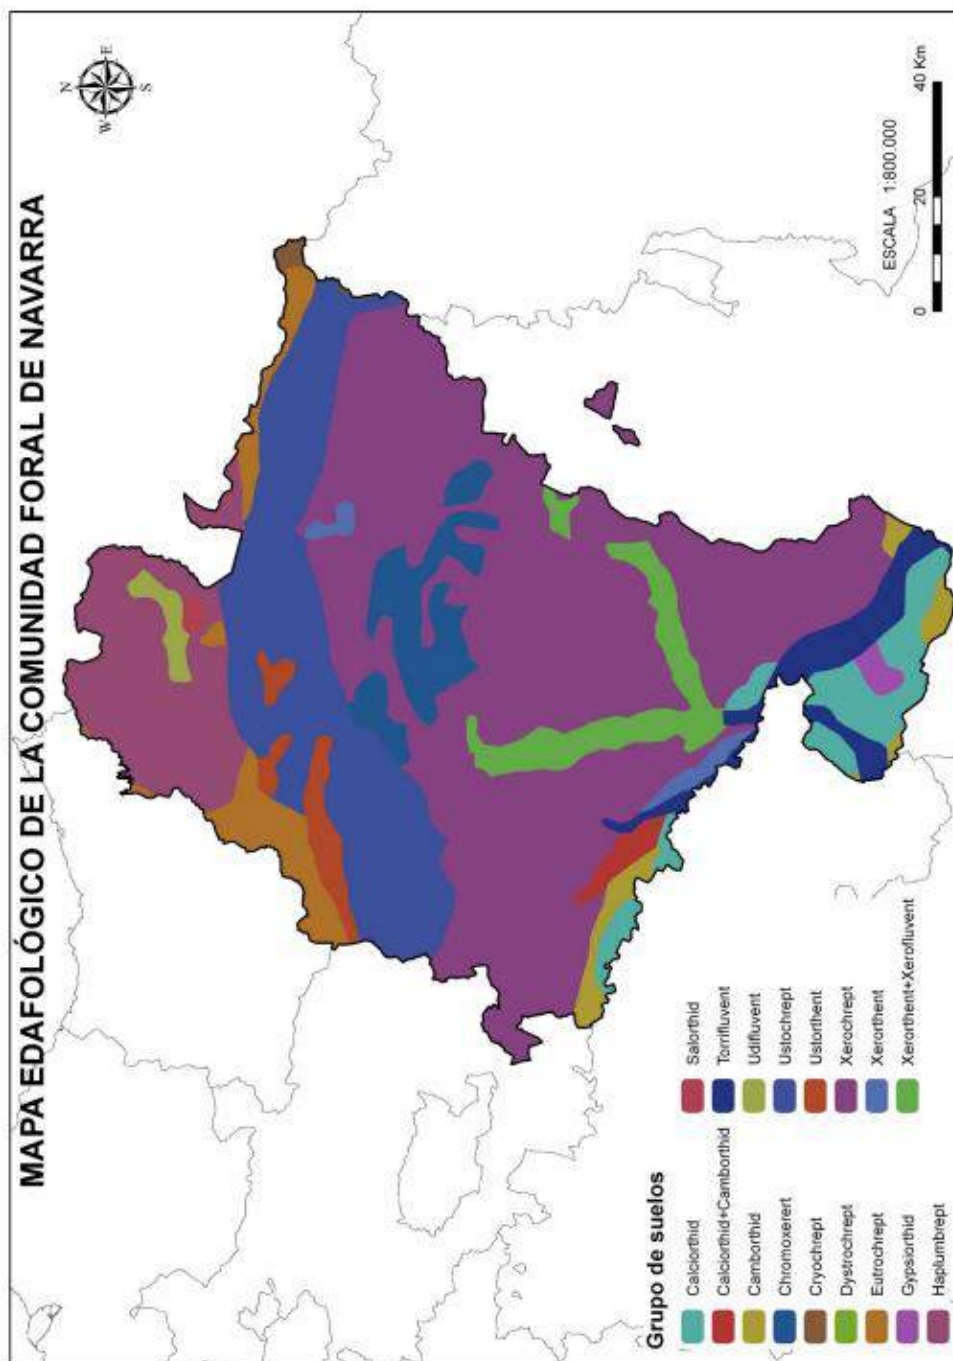 MAPA EDAFOLÓGICO DE LA COMUNIDAD FORAL DE NAVARRA
N
W
E
S
Grupo de suelos
Calciorthid
Calciorthid+Camborthid
Camborthid
Chromoxerert
Cryochrept
Dystrochrept
Eutrochrept
Gypsiorthid
Haplumbrept
Salorthid
Torrifluvent
Udifluvent
Ustochrept
Ustorthent
Xerochrept
Xerorthent
Xerorthent+Xerofluvent
ESCALA 1:800.000
0 20 40 Km